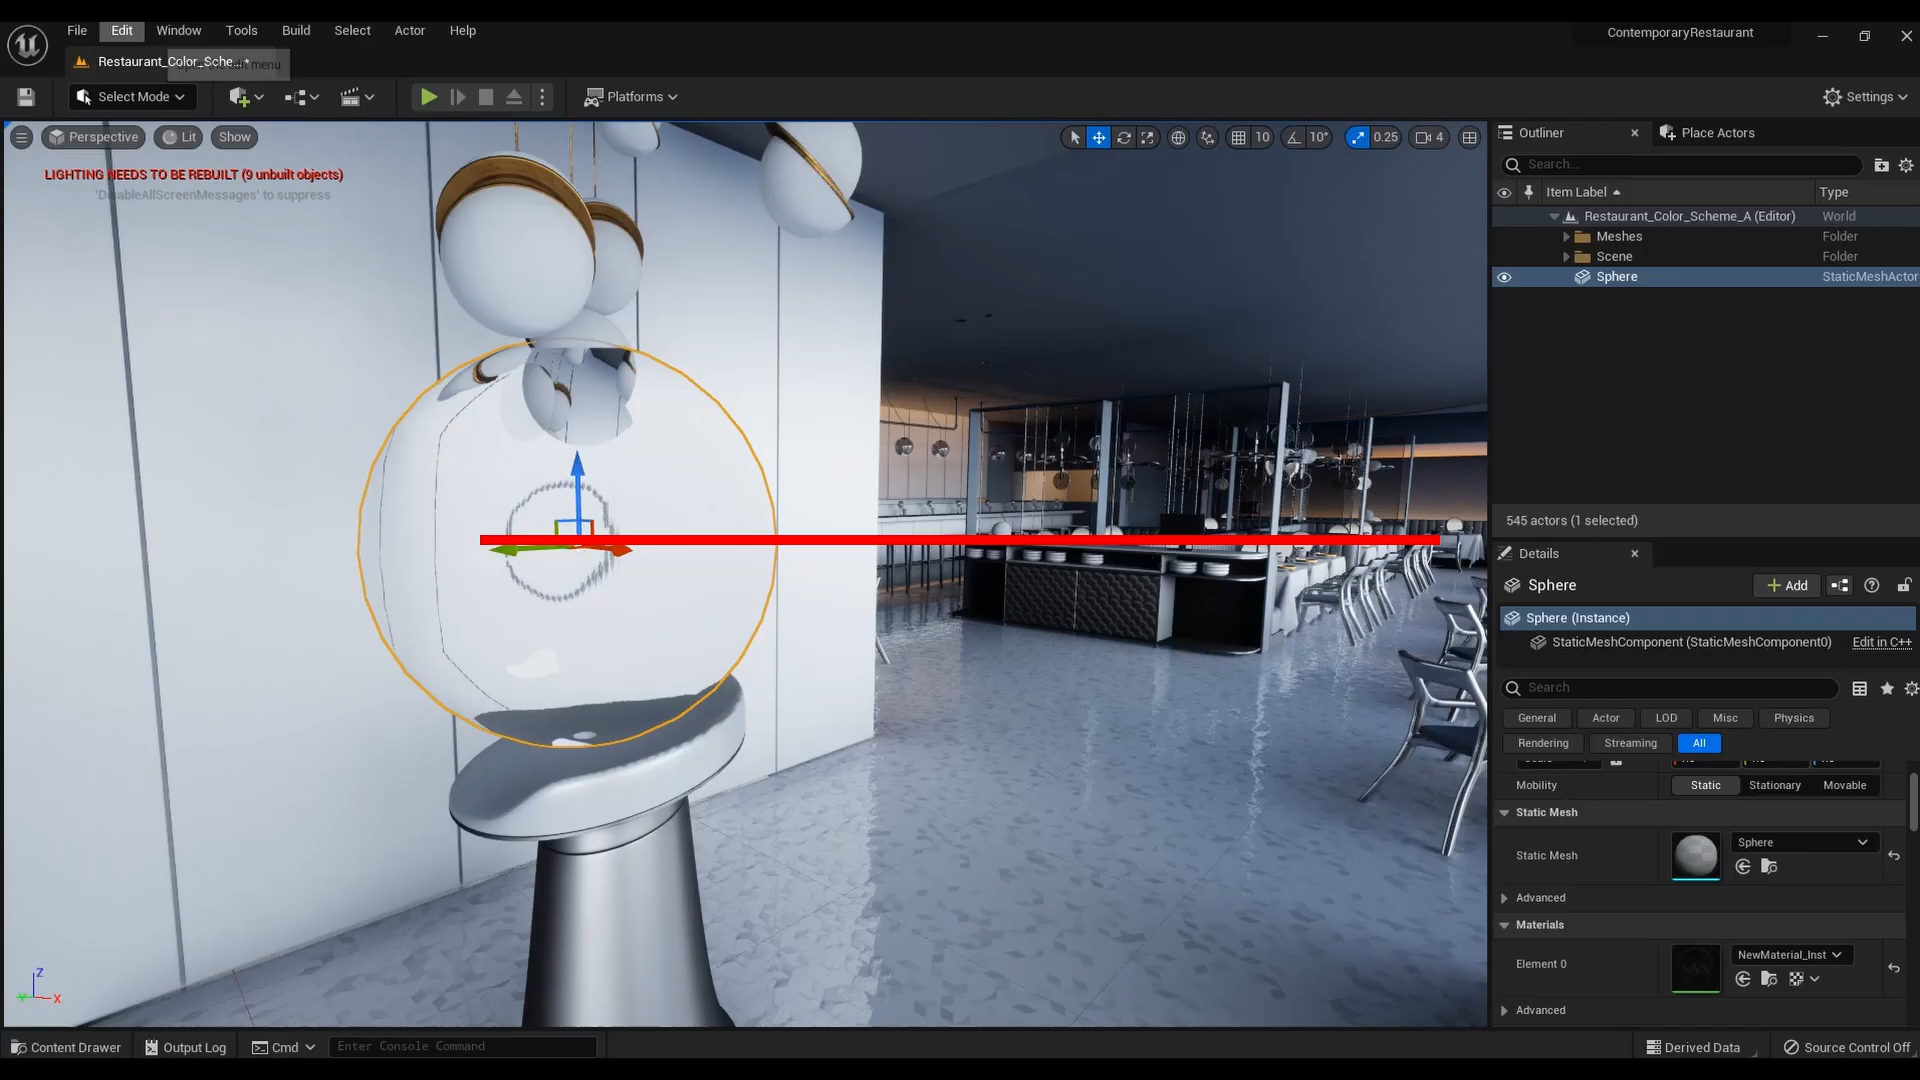 File Edit Window Tools Build Select Actor Help
ContemporaryRestaurant
Restaurant_Color_Sche... •
edit menu
Select Mode
Platforms
Settings
Perspective Lit Show
10 10° 0.25 4
LIGHTING NEEDS TO BE REBUILT (9 unbuilt objects)
'DisableAllScreenMessages' to suppress
Outliner
Place Actors
Search...
Item Label Type
Restaurant_Color_Scheme_A (Editor) World
Meshes Folder
Scene Folder
Sphere StaticMeshActor
545 actors (1 selected)
Details
Sphere
Add
Sphere (Instance)
StaticMeshComponent (StaticMeshComponent0) Edit in C++
Search
General Actor LOD Misc Physics
Rendering Streaming All
Mobility Static Stationary Movable
Static Mesh
Static Mesh Sphere
Advanced
Materials
Element 0 NewMaterial_Inst
Advanced
Z
Y X
Content Drawer Output Log Cmd Enter Console Command
Derived Data Source Control Off